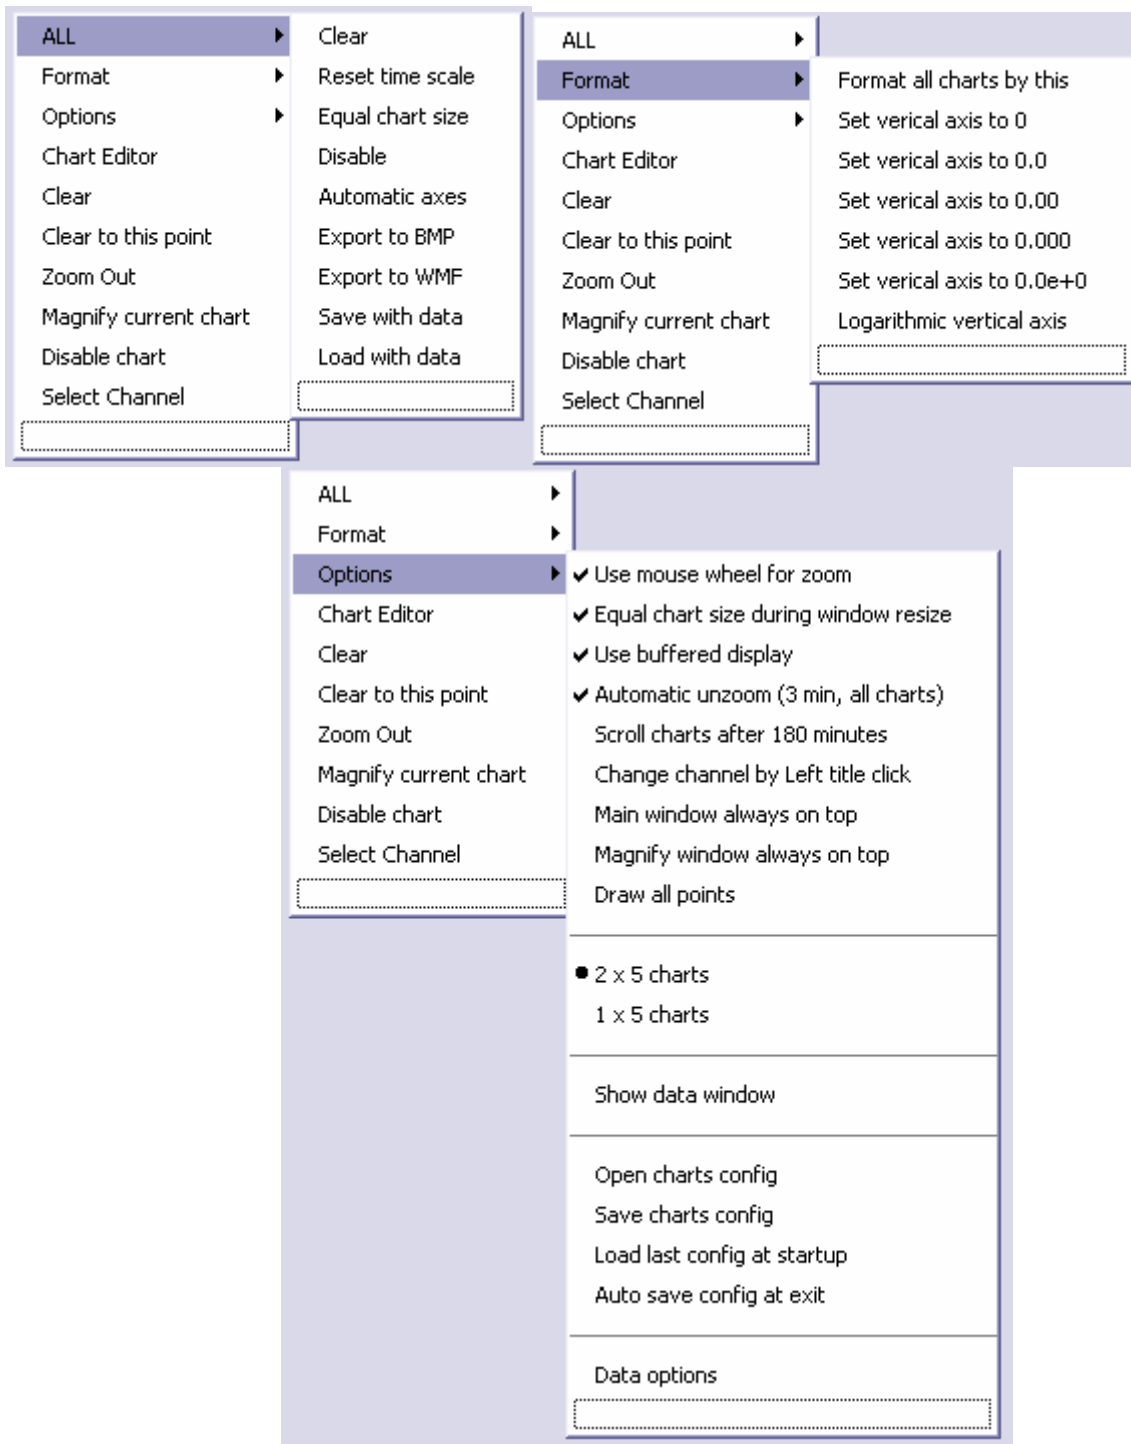 ALL
Format
Options
Chart Editor
Clear
Clear to this point
Zoom Out
Magnify current chart
Disable chart
Select Channel
Clear
Reset time scale
Equal chart size
Disable
Automatic axes
Export to BMP
Export to WMF
Save with data
Load with data
ALL
Format
Options
Chart Editor
Clear
Clear to this point
Zoom Out
Magnify current chart
Disable chart
Select Channel
Format all charts by this
Set verical axis to 0
Set verical axis to 0.0
Set verical axis to 0.00
Set verical axis to 0.000
Set verical axis to 0.0e+0
Logarithmic vertical axis
ALL
Format
Options
Chart Editor
Clear
Clear to this point
Zoom Out
Magnify current chart
Disable chart
Select Channel
Use mouse wheel for zoom
Equal chart size during window resize
Use buffered display
Automatic unzoom (3 min, all charts)
Scroll charts after 180 minutes
Change channel by Left title click
Main window always on top
Magnify window always on top
Draw all points
2 x 5 charts
1 x 5 charts
Show data window
Open charts config
Save charts config
Load last config at startup
Auto save config at exit
Data options